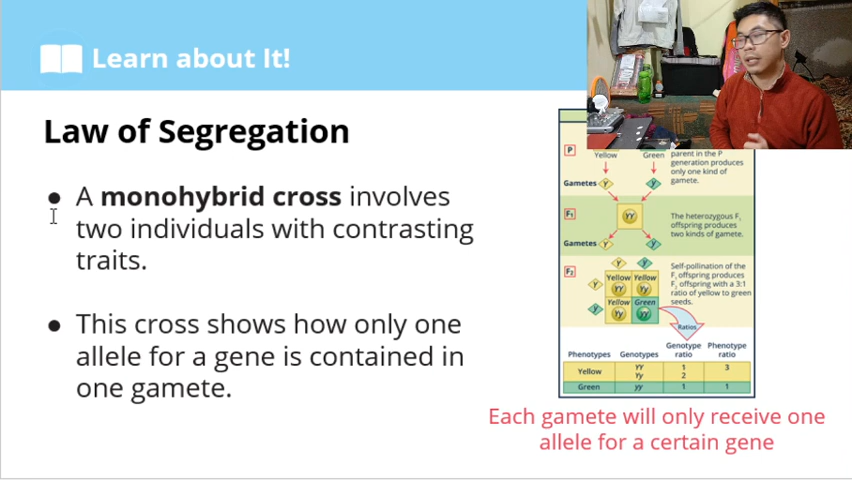 Learn about It!
Law of Segregation
● A monohybrid cross involves
two individuals with contrasting
traits.
● This cross shows how only one
allele for a gene is contained in
one gamete.
P
Yellow Green
parent in the P
generation produces
only one kind of
gamete.
Gametes Y y
F1
Yy
The heterozygous F1
offspring produces
two kinds of gamete.
Gametes Y y
F2
Y y
Yellow Yellow
Y YY Yy
Yellow Green
y Yy yy
Self-pollination of the
F1 offspring produces
F2 offspring with a 3:1
ratio of yellow to green
seeds.
Ratios
Phenotypes Genotypes Genotype ratio Phenotype ratio
Yellow YY 1 3
Yy 2
Green yy 1 1
Each gamete will only receive one
allele for a certain gene